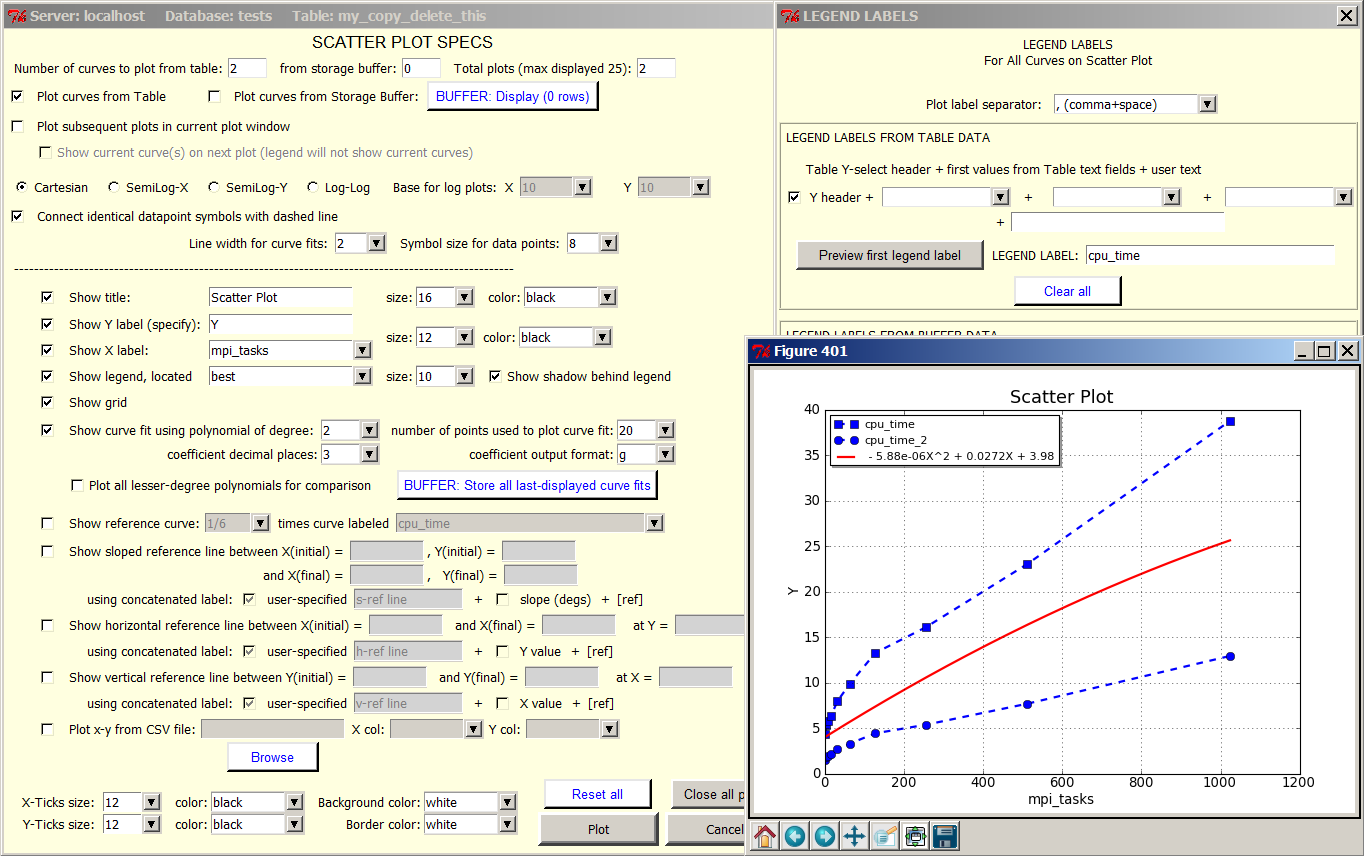 Server: localhost Database: tests Table: my_copy_delete_this
SCATTER PLOT SPECS
Number of curves to plot from table: 2 from storage buffer: 0 Total plots (max displayed 25): 2
Plot curves from Table Plot curves from Storage Buffer: BUFFER: Display (0 rows)
Plot subsequent plots in current plot window
Show current curve(s) on next plot (legend will not show current curves)
Cartesian SemiLog-X SemiLog-Y Log-Log Base for log plots: X 10 Y 10
Connect identical datapoint symbols with dashed line
Line width for curve fits: 2 Symbol size for data points: 8
Show title: Scatter Plot size: 16 color: black
Show Y label (specify): Y
size: 12 color: black
Show X label: mpi_tasks
Show legend, located best size: 10 Show shadow behind legend
Show grid
Show curve fit using polynomial of degree: 2 number of points used to plot curve fit: 20
coefficient decimal places: 3 coefficient output format: g
Plot all lesser-degree polynomials for comparison BUFFER: Store all last-displayed curve fits
Show reference curve: 1/6 times curve labeled cpu_time
Show sloped reference line between X(initial) = , Y(initial) =
and X(final) = , Y(final) =
using concatenated label: user-specified s-ref line + slope (degs) + [ref]
Show horizontal reference line between X(initial) = and X(final) = at Y =
using concatenated label: user-specified h-ref line + Y value + [ref]
Show vertical reference line between Y(initial) = and Y(final) = at X =
using concatenated label: user-specified v-ref line + X value + [ref]
Plot x-y from CSV file: X col: Y col:
Browse
X-Ticks size: 12 color: black Background color: white Reset all Close all p
Y-Ticks size: 12 color: black Border color: white Plot Cancel
LEGEND LABELS
LEGEND LABELS
For All Curves on Scatter Plot
Plot label separator: , (comma+space)
LEGEND LABELS FROM TABLE DATA
Table Y-select header + first values from Table text fields + user text
Y header + + +
+
Preview first legend label LEGEND LABEL: cpu_time
Clear all
LEGEND LABELS FROM BUFFER DATA
Figure 401
Scatter Plot
cpu_time
cpu_time_2
- 5.88e-06X^2 + 0.0272X + 3.98
40
35
30
25
20
15
10
5
0
Y
0 200 400 600 800 1000 1200
mpi_tasks